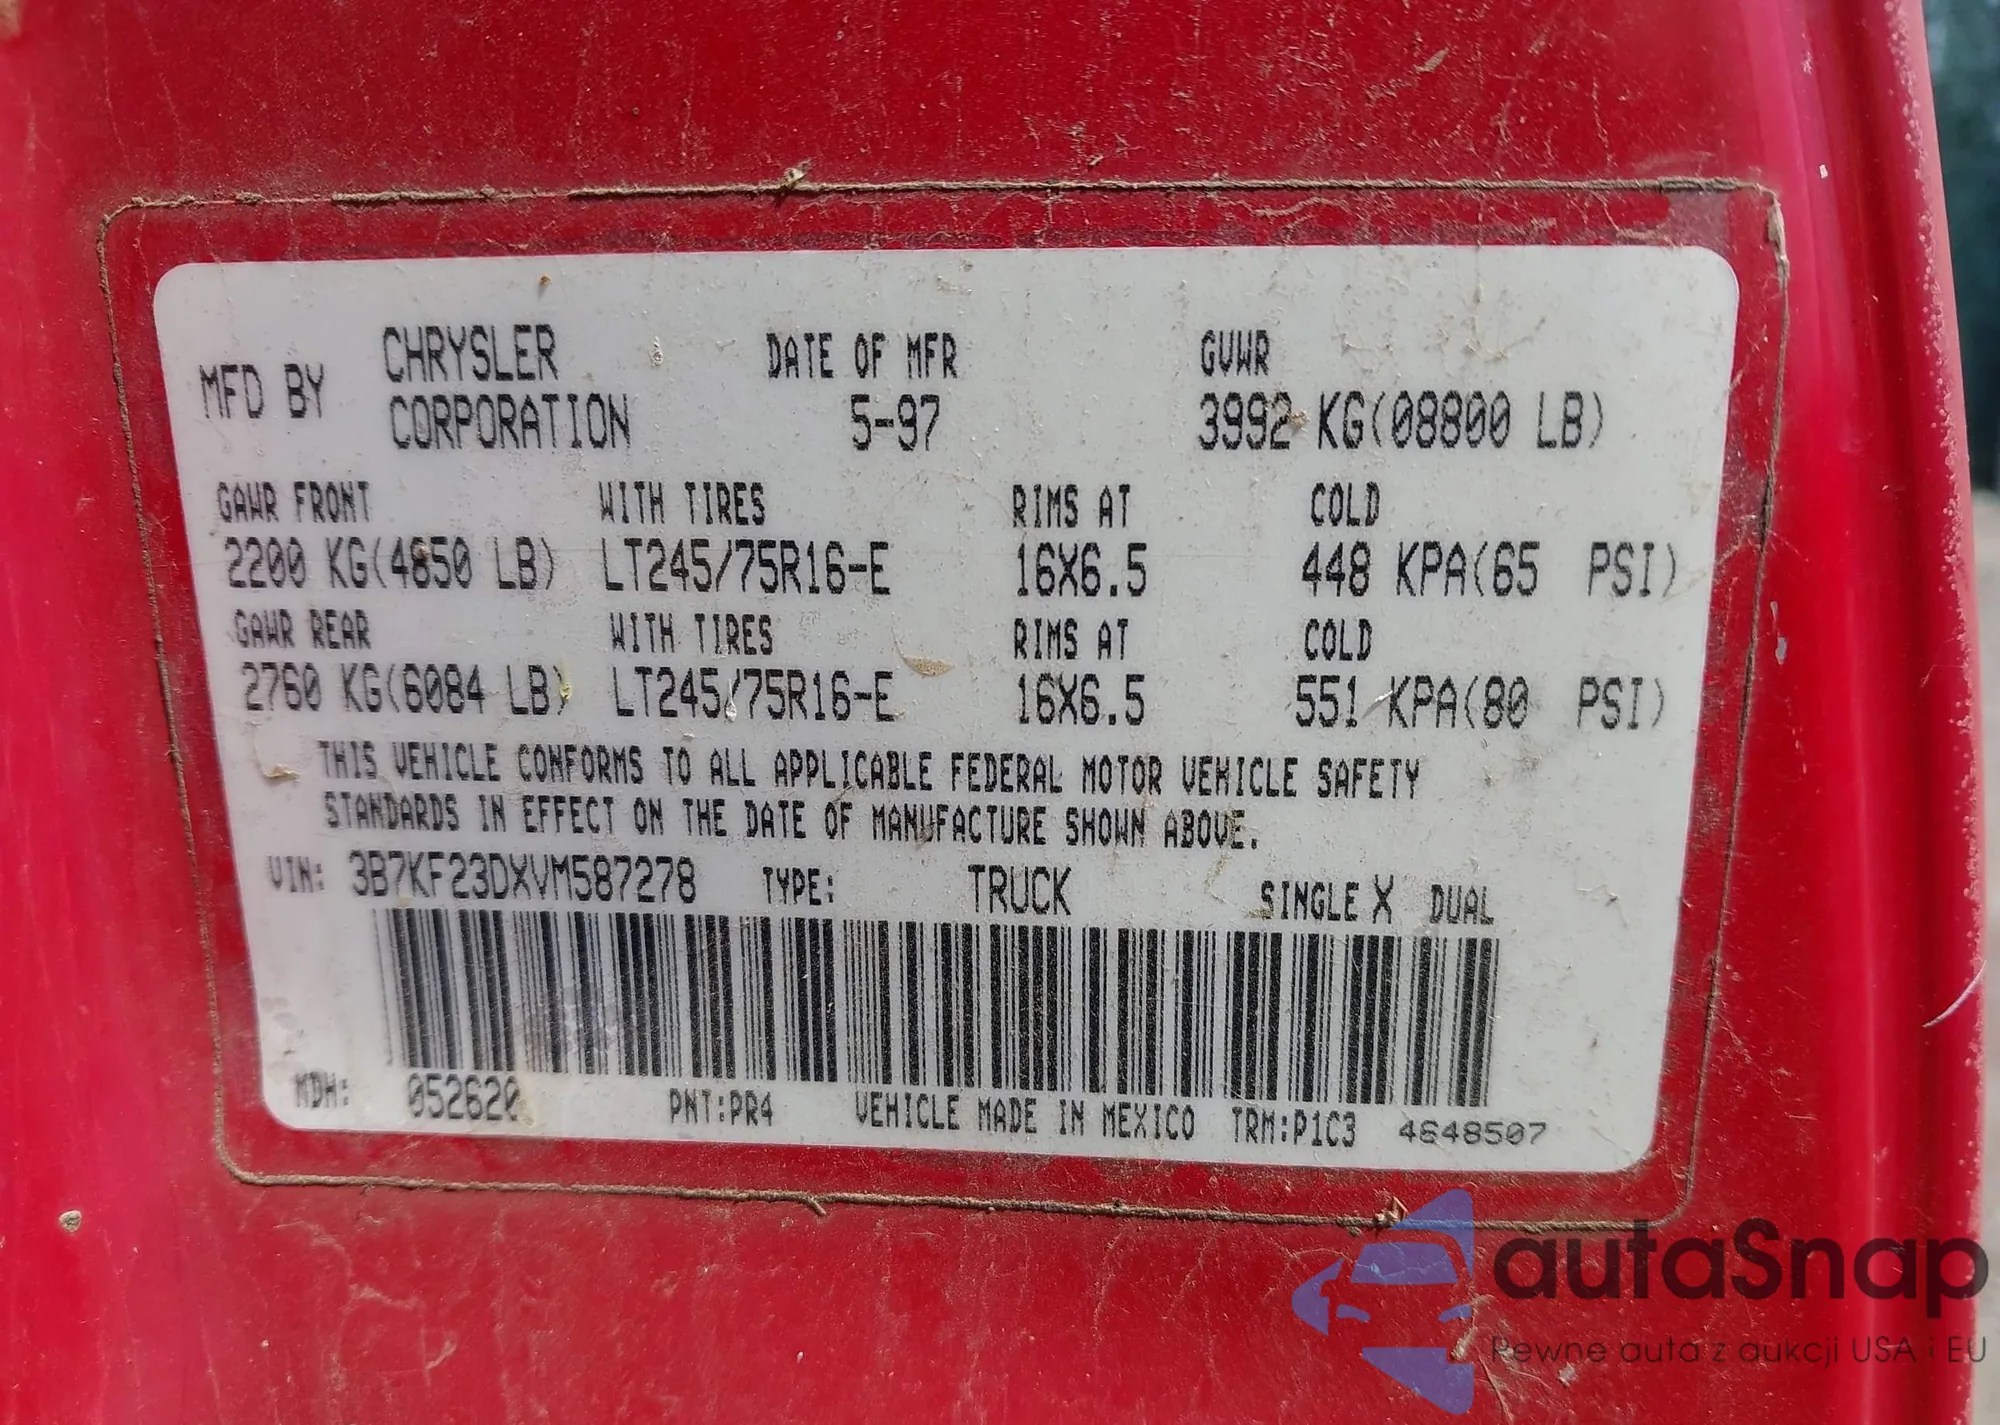 MFD BY CHRYSLER CORPORATION DATE OF MFR 5-97 GVWR 3992 KG(08800 LB)
GAWR FRONT WITH TIRES RIMS AT COLD
2200 KG(4850 LB) LT245/75R16-E 16X6.5 448 KPA(65 PSI)
GAWR REAR WITH TIRES RIMS AT COLD
2760 KG(6084 LB) LT245/75R16-E 16X6.5 551 KPA(80 PSI)
THIS VEHICLE CONFORMS TO ALL APPLICABLE FEDERAL MOTOR VEHICLE SAFETY
STANDARDS IN EFFECT ON THE DATE OF MANUFACTURE SHOWN ABOVE.
VIN: 3B7KF23DXVM587278 TYPE: TRUCK SINGLE X DUAL
MDH: 052620 PNT:PR4 VEHICLE MADE IN MEXICO TRM:P1C3 4648507
autaSnap
Pewne auta z aukcji USA i EU